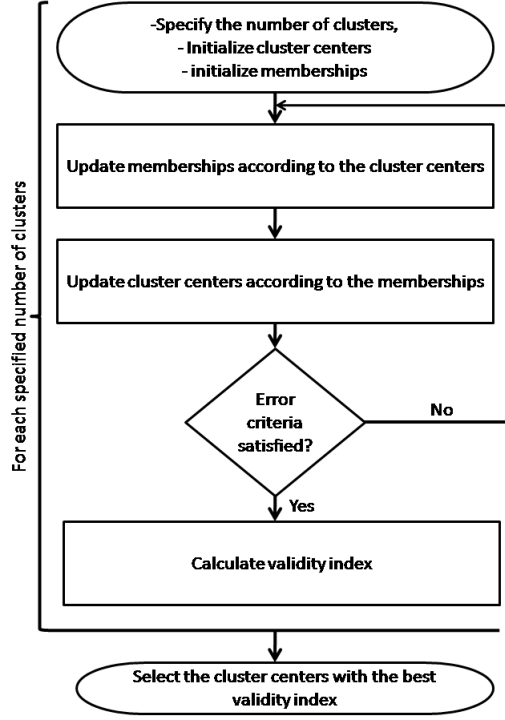 -Specify the number of clusters,
- Initialize cluster centers
- initialize memberships
Update memberships according to the cluster centers
Update cluster centers according to the memberships
For each specified number of clusters
Error
criteria
satisfied?
No
Yes
Calculate validity index
Select the cluster centers with the best
validity index